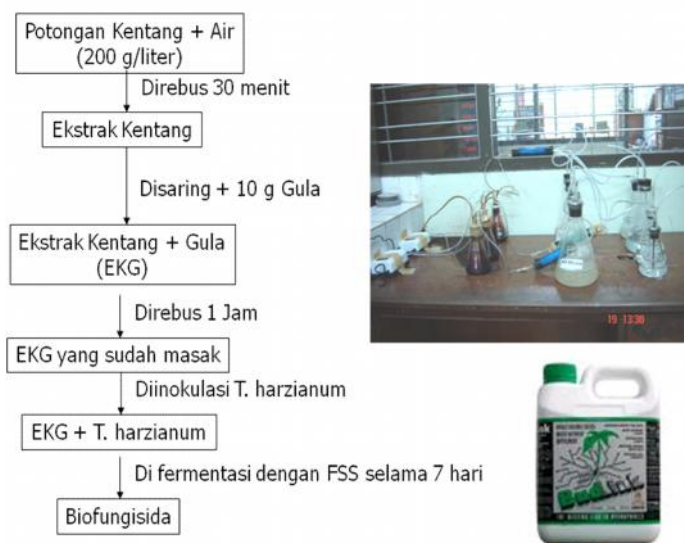 Potongan Kentang + Air
(200 g/liter)
Direbus 30 menit
Ekstrak Kentang
Disaring + 10 g Gula
Ekstrak Kentang + Gula
(EKG)
Direbus 1 Jam
EKG yang sudah masak
Diinokulasi T. harzianum
EKG + T. harzianum
Di fermentasi dengan FSS selama 7 hari
Biofungisida
19 13:38